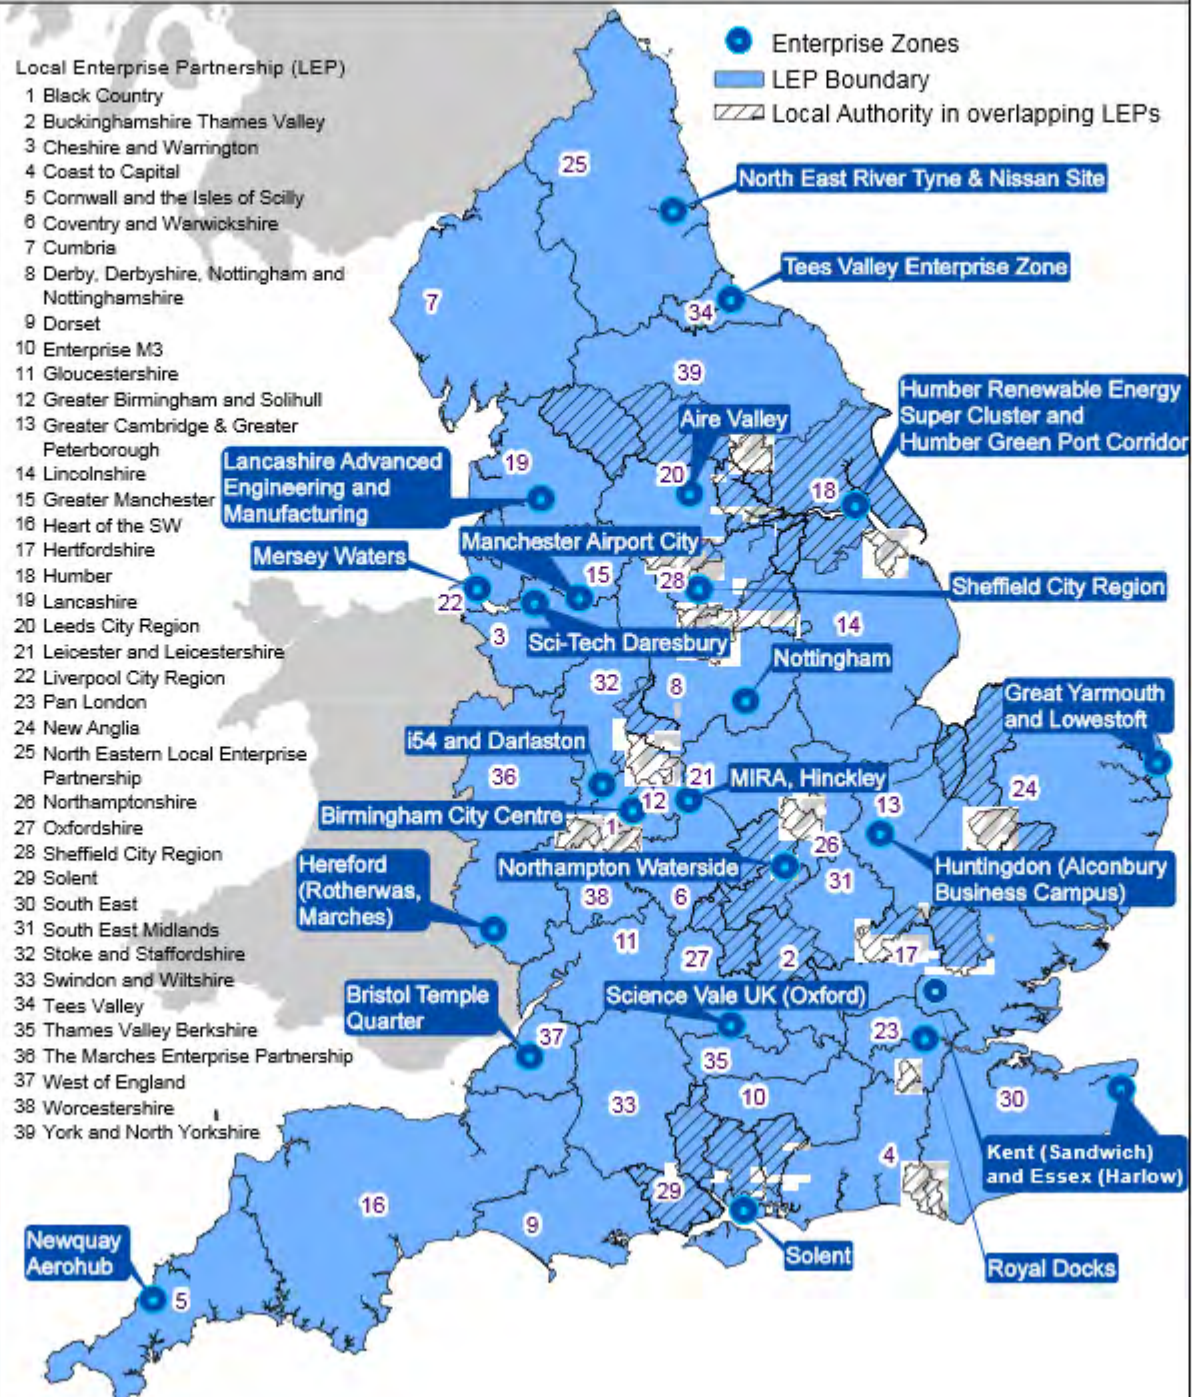 Local Enterprise Partnership (LEP)
1 Black Country
2 Buckinghamshire Thames Valley
3 Cheshire and Warrington
4 Coast to Capital
5 Cornwall and the Isles of Scilly
6 Coventry and Warwickshire
7 Cumbria
8 Derby, Derbyshire, Nottingham and
Nottinghamshire
9 Dorset
10 Enterprise M3
11 Gloucestershire
12 Greater Birmingham and Solihull
13 Greater Cambridge & Greater
Peterborough
14 Lincolnshire
15 Greater Manchester
16 Heart of the SW
17 Hertfordshire
18 Humber
19 Lancashire
20 Leeds City Region
21 Leicester and Leicestershire
22 Liverpool City Region
23 Pan London
24 New Anglia
25 North Eastern Local Enterprise
Partnership
26 Northamptonshire
27 Oxfordshire
28 Sheffield City Region
29 Solent
30 South East
31 South East Midlands
32 Stoke and Staffordshire
33 Swindon and Wiltshire
34 Tees Valley
35 Thames Valley Berkshire
36 The Marches Enterprise Partnership
37 West of England
38 Worcestershire
39 York and North Yorkshire
Enterprise Zones
LEP Boundary
Local Authority in overlapping LEPs
25
North East River Tyne & Nissan Site
Tees Valley Enterprise Zone
7
34
39
Humber Renewable Energy
Super Cluster and
Humber Green Port Corridor
Aire Valley
Lancashire Advanced
Engineering and
Manufacturing
19
20
18
Manchester Airport City
Mersey Waters
15
28
Sheffield City Region
22
3
Sci-Tech Daresbury
14
Nottingham
32
8
Great Yarmouth
and Lowestoft
i54 and Darlaston
36
21
MIRA, Hinckley
24
12
13
Birmingham City Centre
1
26
Hereford
(Rotherwas,
Marches)
Northampton Waterside
Huntingdon (Alconbury
Business Campus)
31
38
6
11
27
2
17
Bristol Temple
Quarter
Science Vale UK (Oxford)
37
23
35
33
10
30
4
Kent (Sandwich)
and Essex (Harlow)
29
16
9
Newquay
Aerohub
Solent
Royal Docks
5